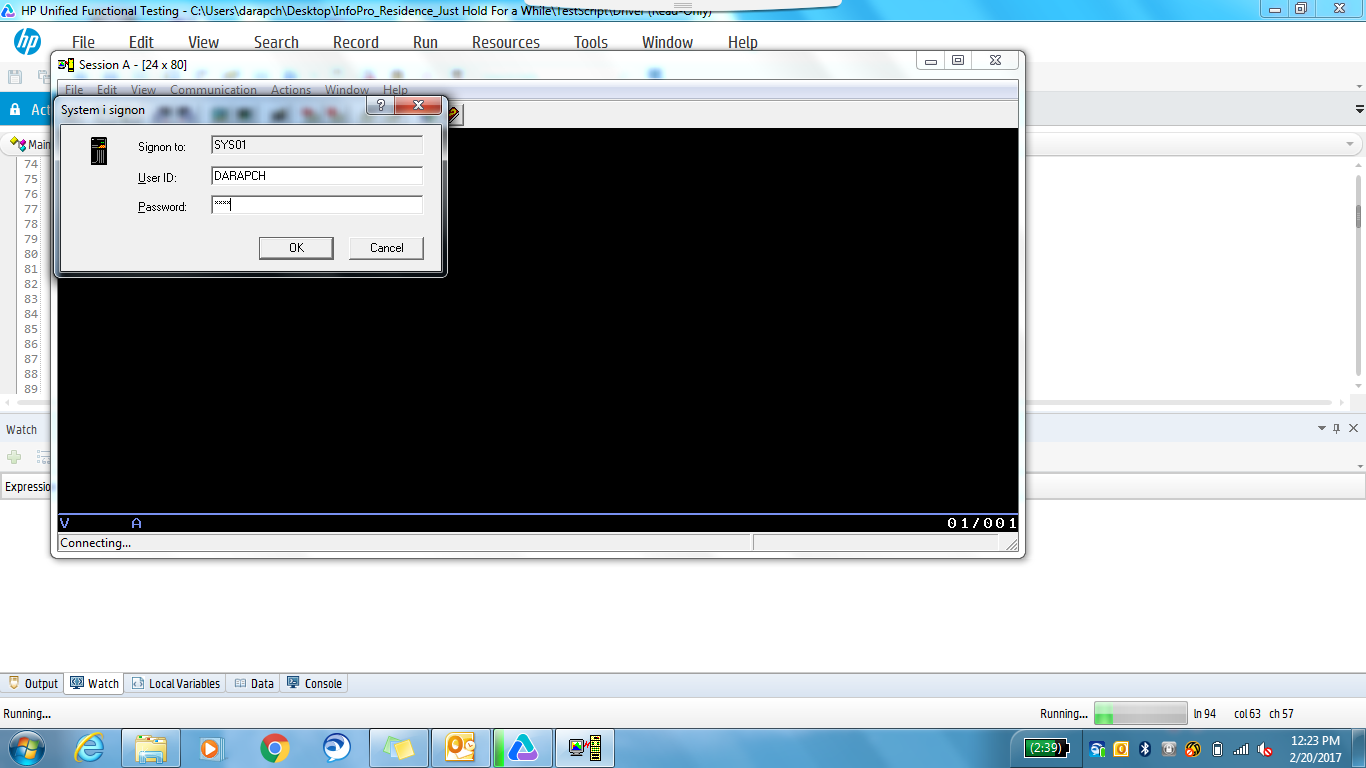 HP Unified Functional Testing - C:\Users\darapch\Desktop\InfoPro_Residence_Just Hold For a While\TestScript\Driver (Read-Only)
hp File Edit View Search Record Run Resources Tools Window Help
Session A - [24 x 80]
File Edit View Communication Actions Window Help
Act
System i signon
Main
Signon to: SYS01
User ID: DARAPCH
Password: ****
OK Cancel
74
75
76
77
78
79
80
81
82
83
84
85
86
87
88
89
Watch
Expression
V A 01/001
Connecting...
Output Watch Local Variables Data Console
Running... Running... ln 94 col 63 ch 57
(2:39) 12:23 PM
2/20/2017